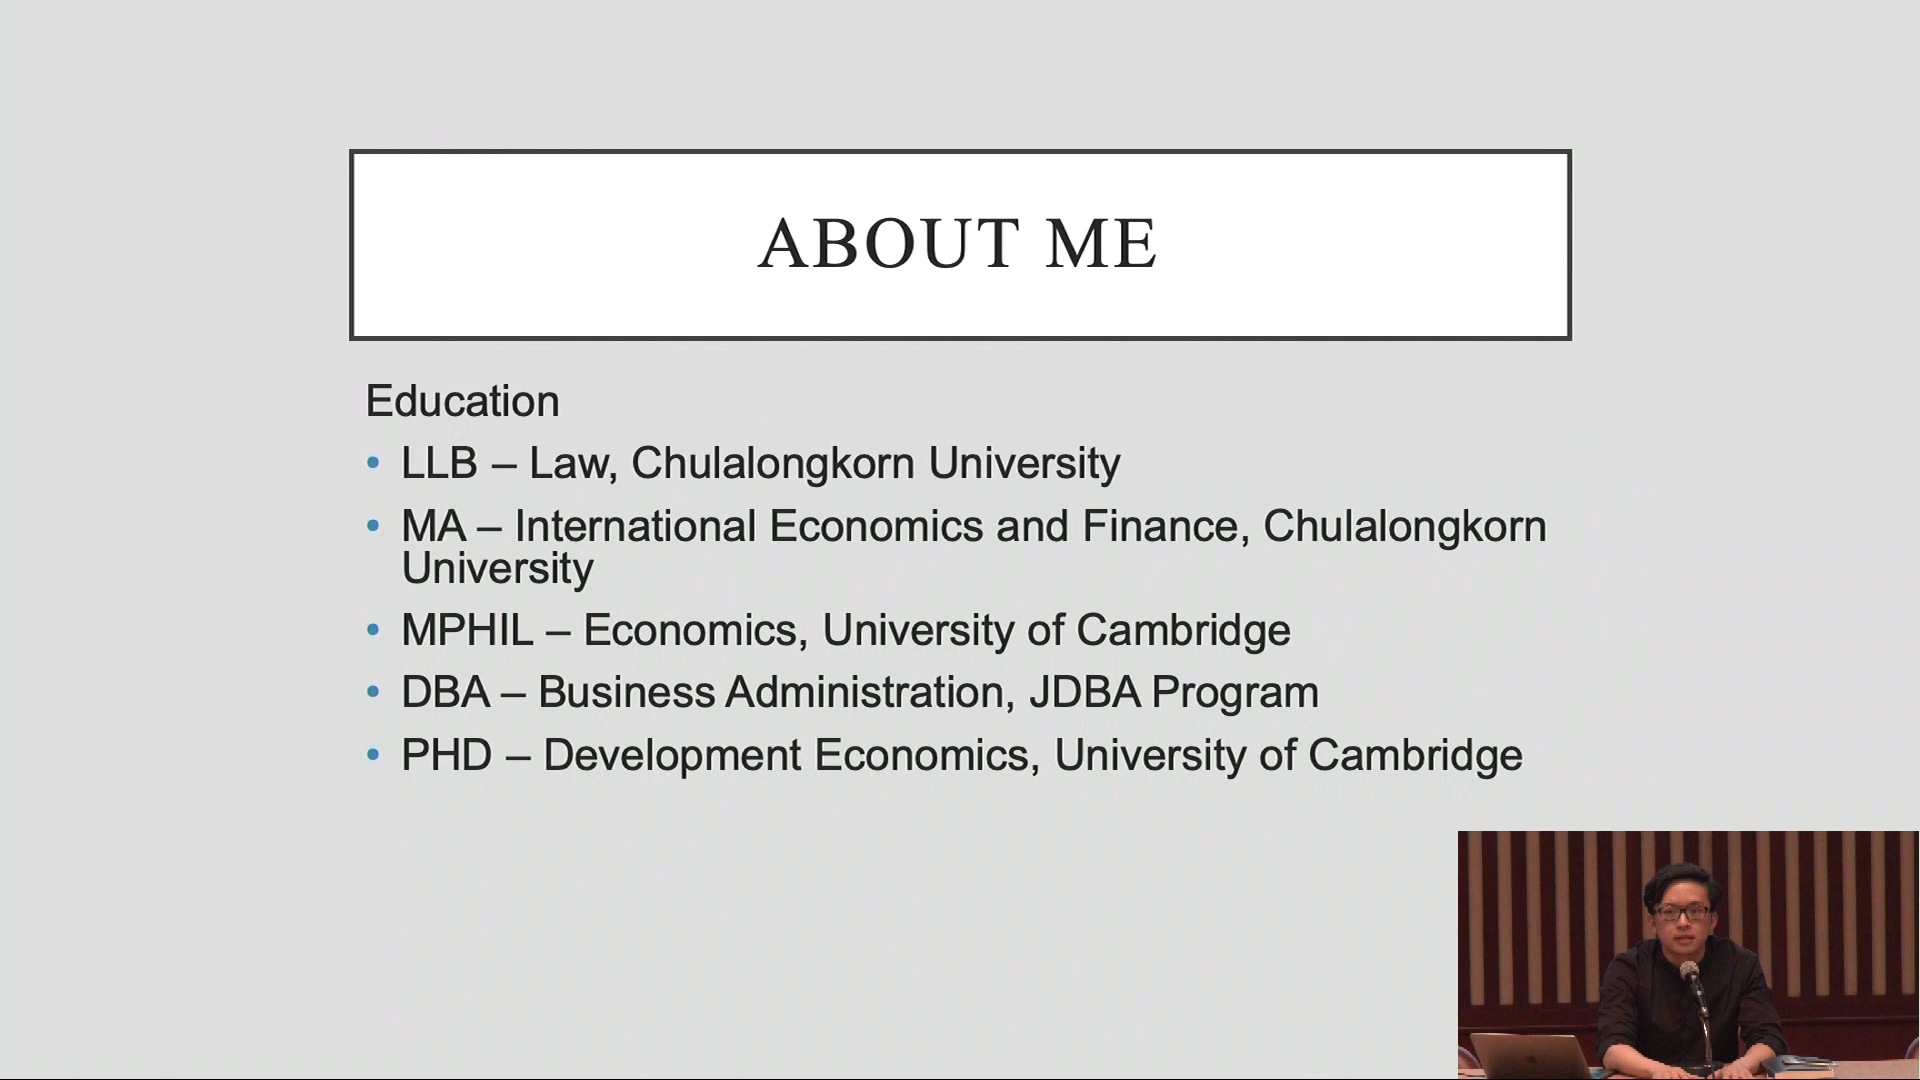 ABOUT ME
Education
• LLB – Law, Chulalongkorn University
• MA – International Economics and Finance, Chulalongkorn
University
• MPHIL – Economics, University of Cambridge
• DBA – Business Administration, JDBA Program
• PHD – Development Economics, University of Cambridge